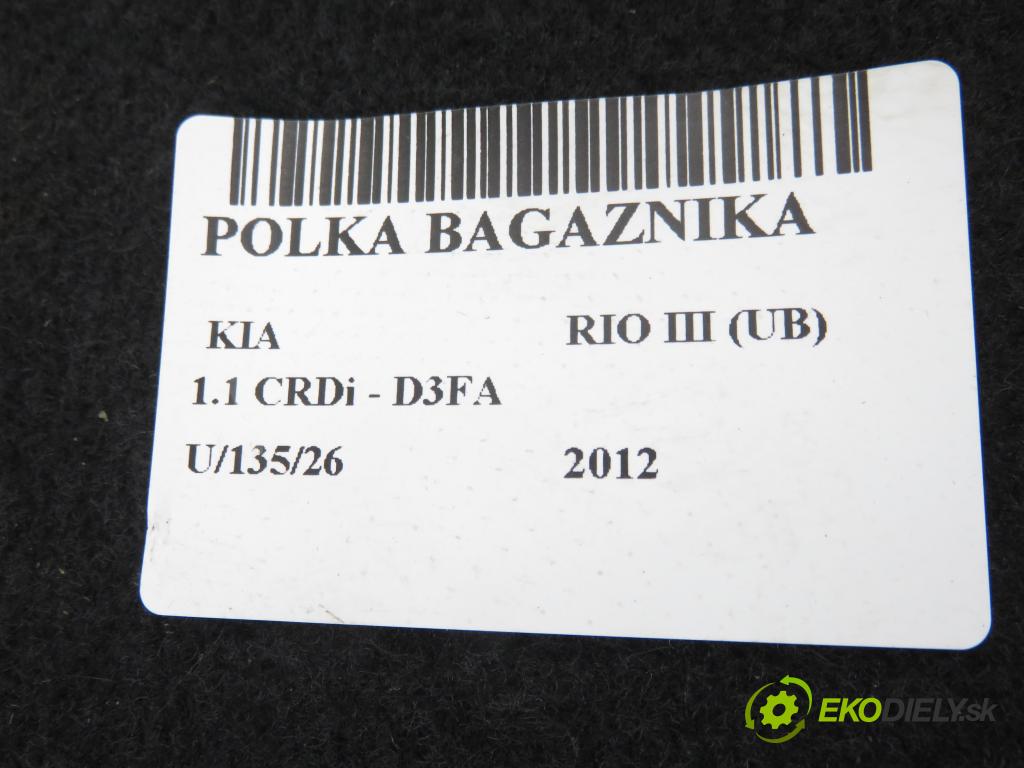 POLKA BAGAZNIKA
KIA RIO III (UB)
1.1 CRDi - D3FA
U/135/26 2012
EKODIELY.sk